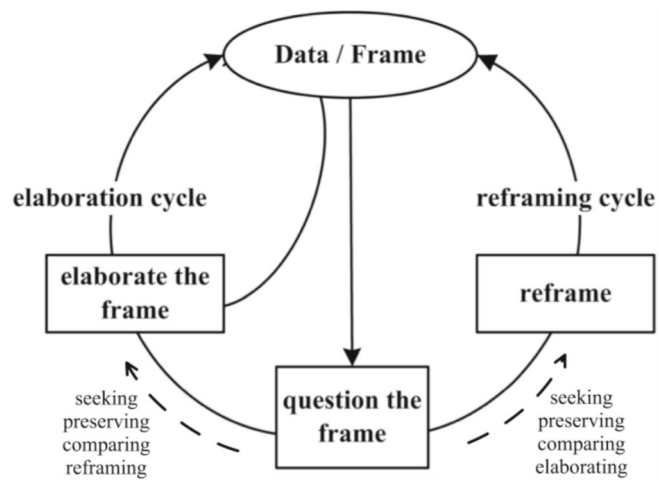 Data / Frame
elaboration cycle
reframing cycle
elaborate the
frame
reframe
question the
frame
seeking
preserving
comparing
reframing
seeking
preserving
comparing
elaborating